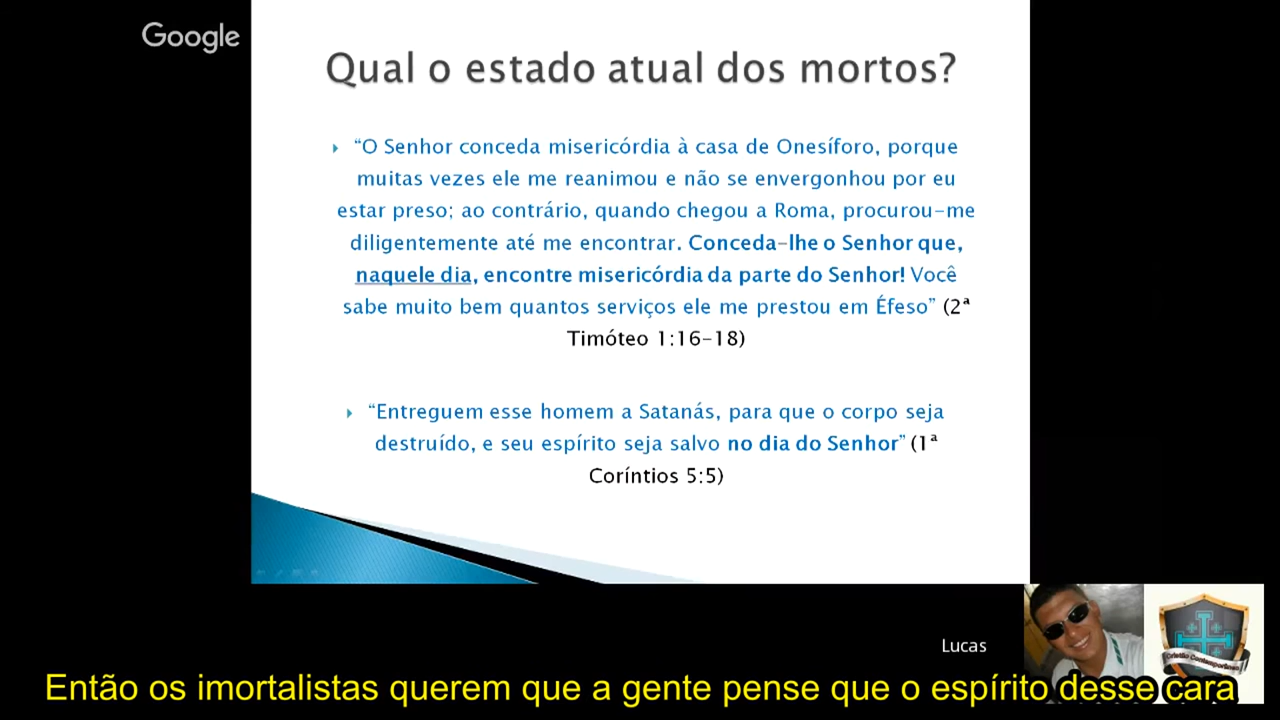 Google
Qual o estado atual dos mortos?
“O Senhor conceda misericórdia à casa de Onesíforo, porque
muitas vezes ele me reanimou e não se envergonhou por eu
estar preso; ao contrário, quando chegou a Roma, procurou-me
diligentemente até me encontrar. Conceda-lhe o Senhor que,
naquele dia, encontre misericórdia da parte do Senhor! Você
sabe muito bem quantos serviços ele me prestou em Éfeso” (2ª
Timóteo 1:16-18)
“Entreguem esse homem a Satanás, para que o corpo seja
destruído, e seu espírito seja salvo no dia do Senhor” (1ª
Coríntios 5:5)
Lucas
Cristão Contemporâneo
Então os imortalistas querem que a gente pense que o espírito desse cara